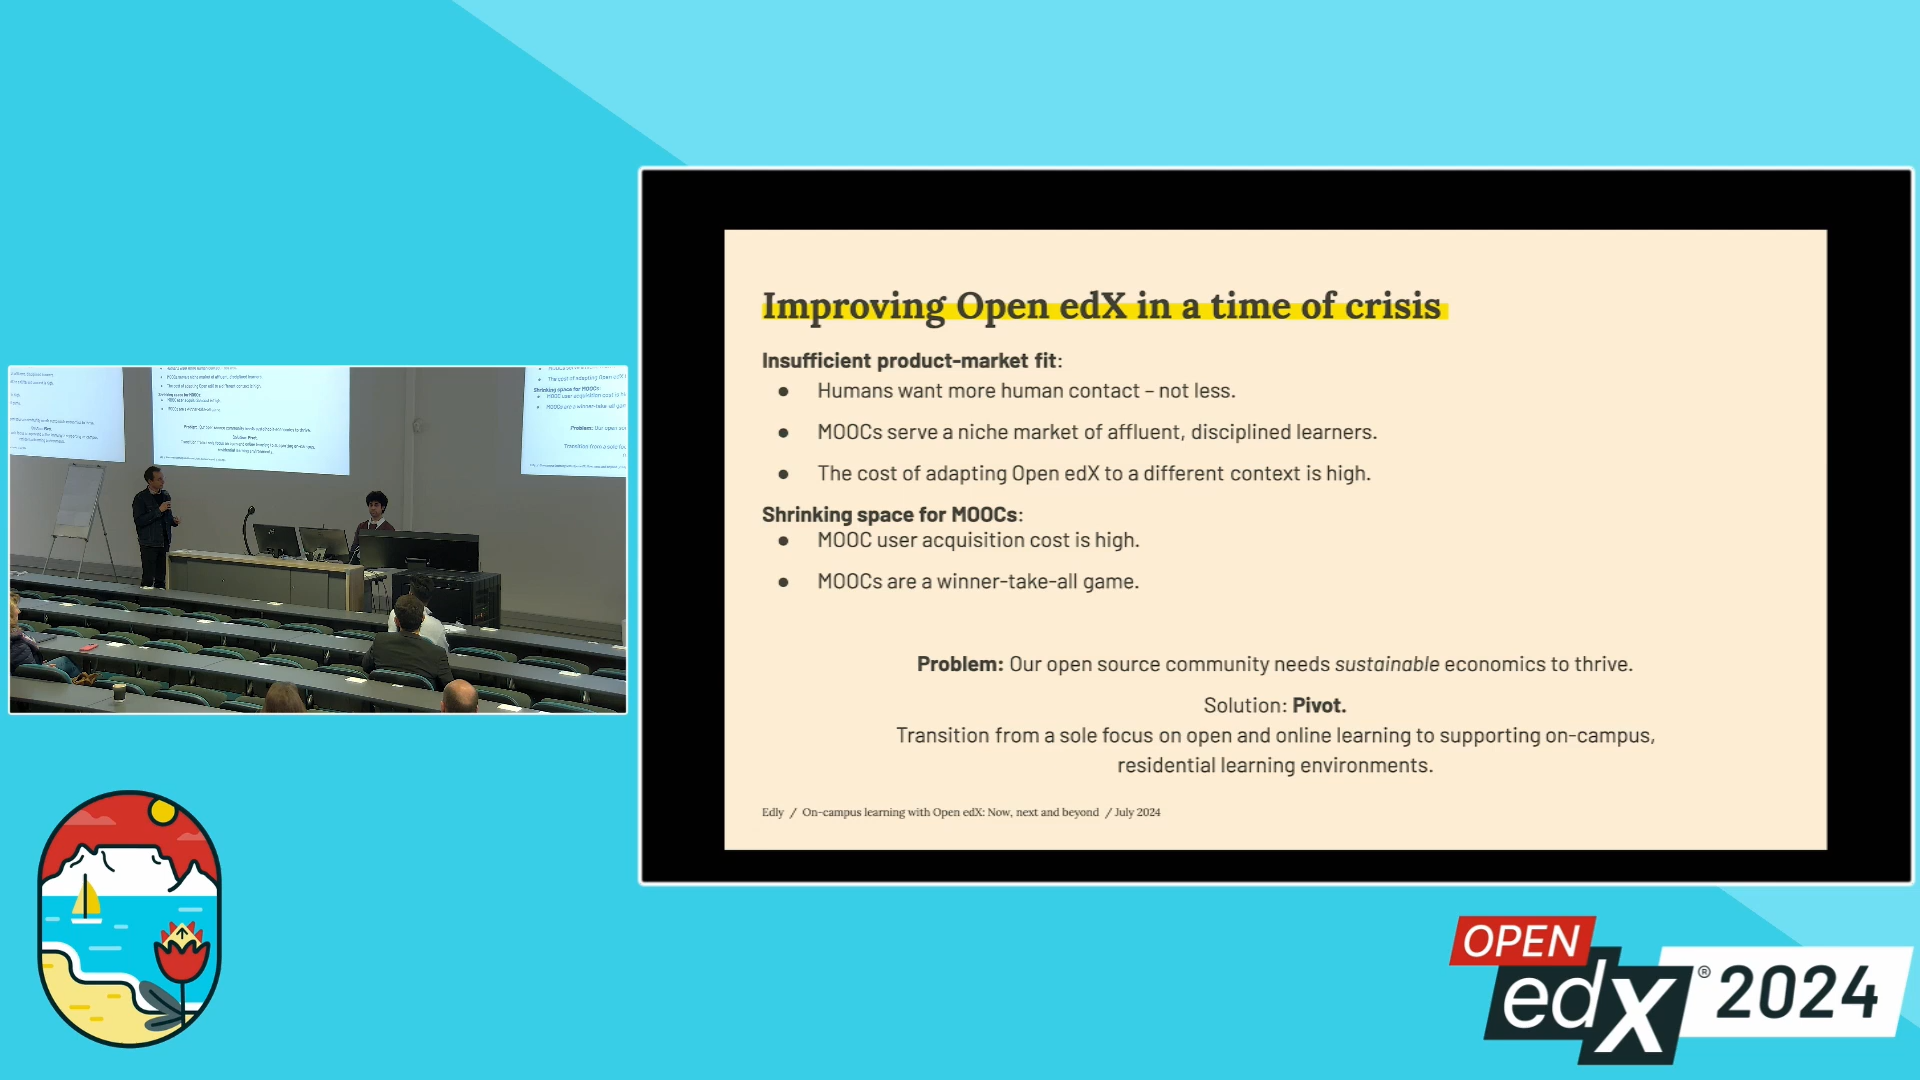 Improving Open edX in a time of crisis
Insufficient product-market fit:
● Humans want more human contact – not less.
● MOOCs serve a niche market of affluent, disciplined learners.
● The cost of adapting Open edX to a different context is high.
Shrinking space for MOOCs:
● MOOC user acquisition cost is high.
● MOOCs are a winner-take-all game.
Problem: Our open source community needs sustainable economics to thrive.
Solution: Pivot.
Transition from a sole focus on open and online learning to supporting on-campus,
residential learning environments.
Edly / On-campus learning with Open edX: Now, next and beyond / July 2024
OPEN
edX® 2024